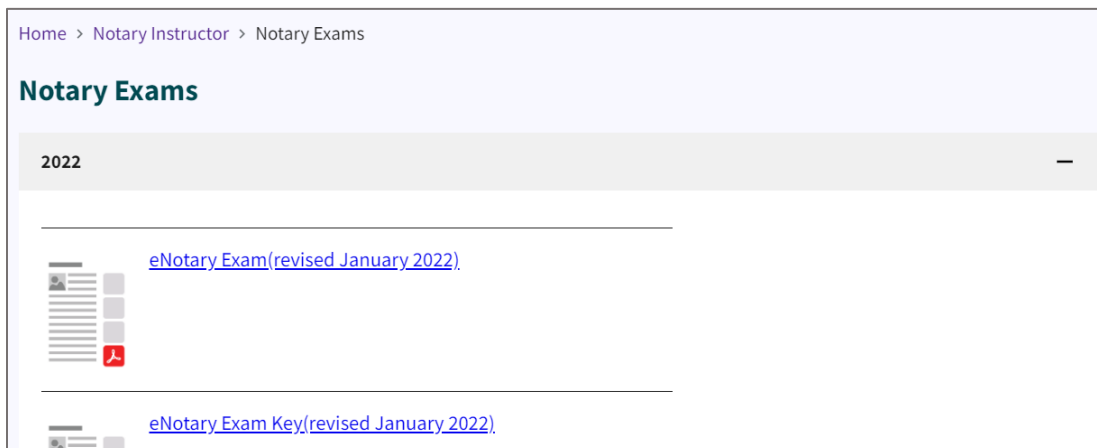 Home > Notary Instructor > Notary Exams
Notary Exams
2022
eNotary Exam(revised January 2022)
eNotary Exam Key(revised January 2022)